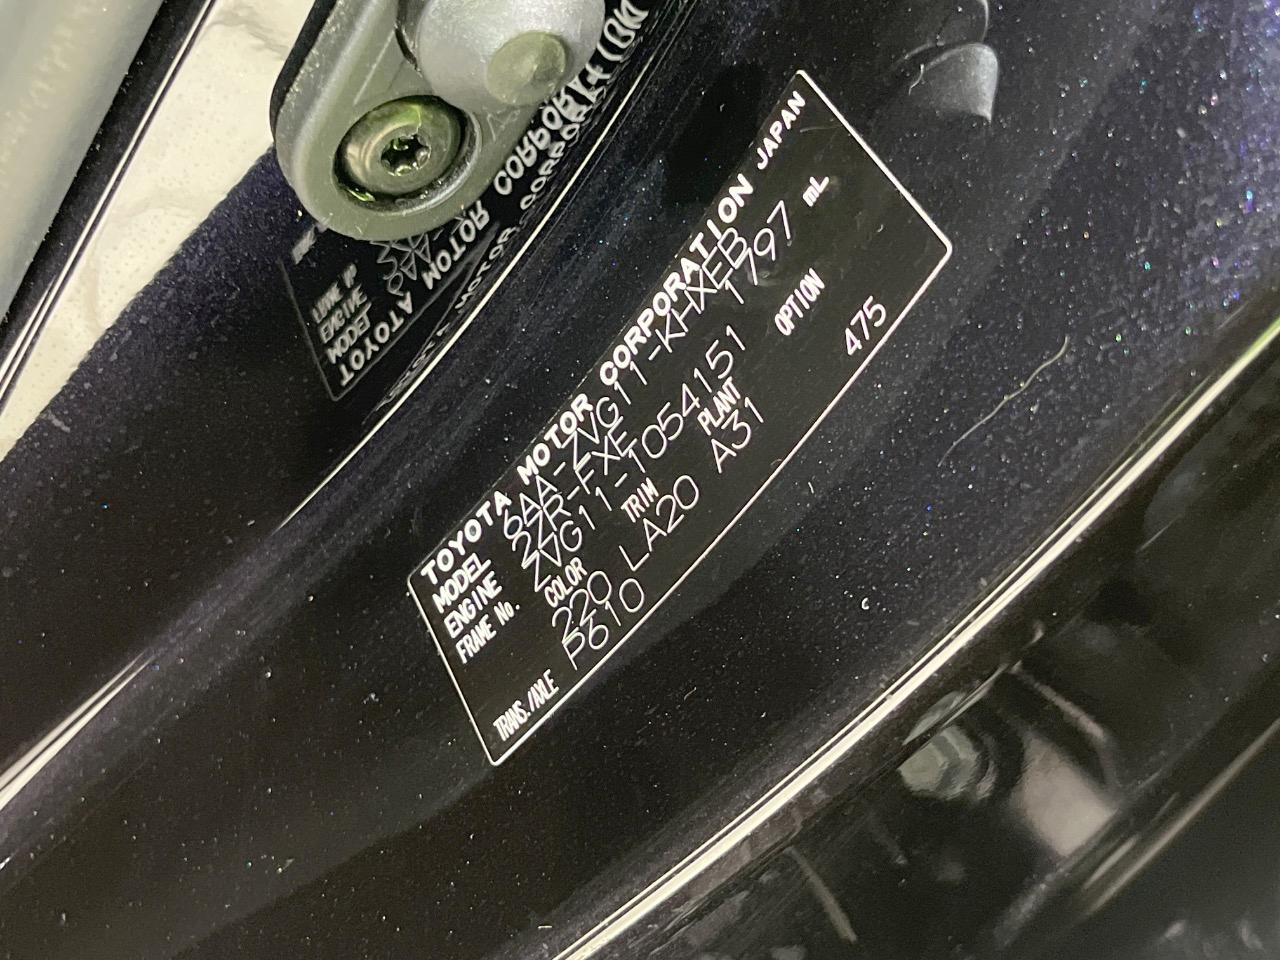 TOYOTA MOTOR CORPORATION JAPAN
MODEL 6AA-ZVG11-KHXEB
ENGINE 2ZR-FXE 1797 mL
FRAME No. ZVG11-1054151
COLOR TRIM PLANT OPTION
220 LA20 A31 475
TRANS./AXLE P610